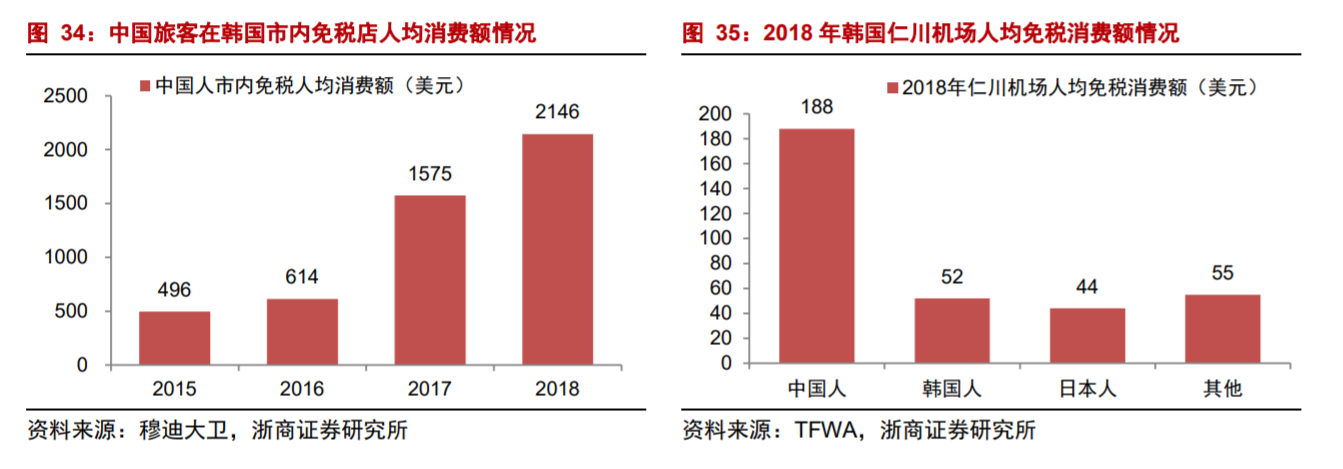 图 34：中国旅客在韩国市内免税店人均消费额情况
中国人市内免税人均消费额（美元）
2500
2000
1500
1000
500
0
496
614
1575
2146
2015
2016
2017
2018
资料来源：穆迪大卫，浙商证券研究所
图 35：2018 年韩国仁川机场人均免税消费额情况
2018年仁川机场人均免税消费额（美元）
200
180
160
140
120
100
80
60
40
20
0
188
52
44
55
中国人
韩国人
日本人
其他
资料来源：TFWA，浙商证券研究所